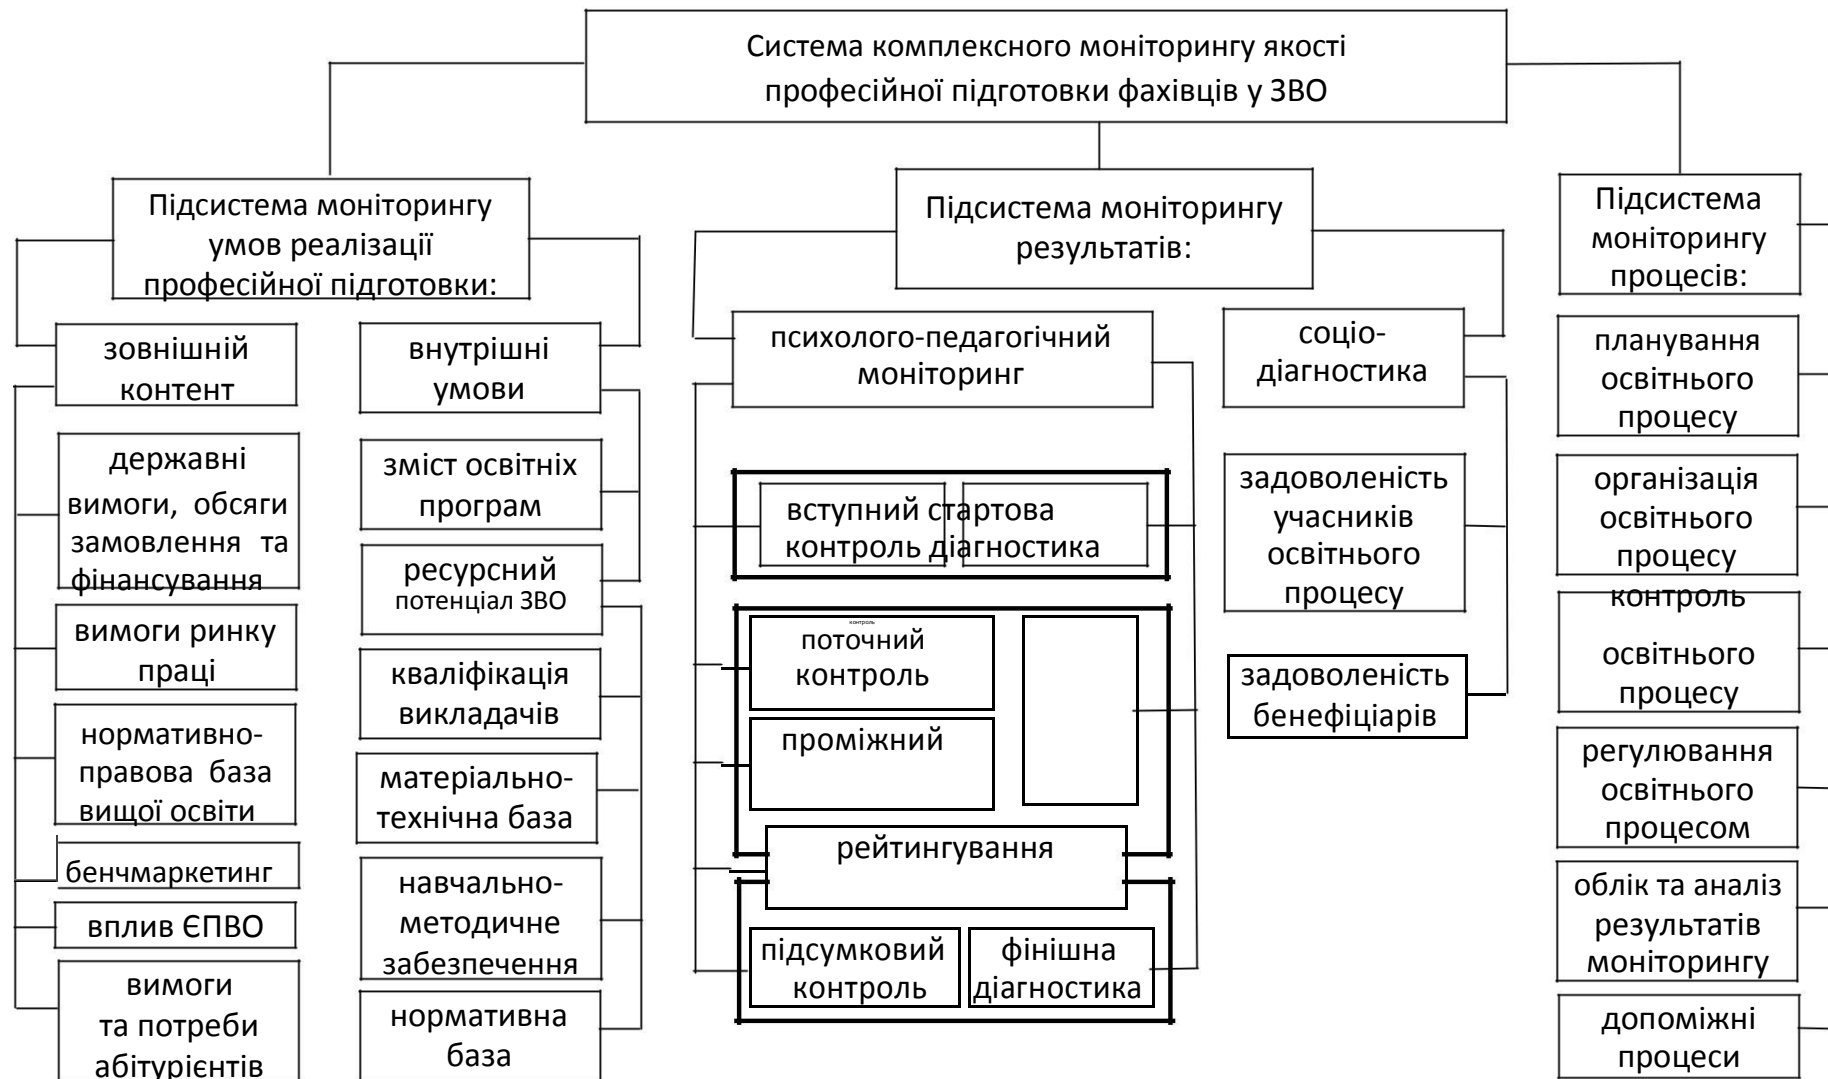 Система комплексного моніторингу якості
професійної підготовки фахівців у ЗВО
Підсистема моніторингу
умов реалізації
професійної підготовки:
зовнішній
контент
державні
вимоги, обсяги
замовлення та
фінансування
вимоги ринку
праці
нормативно-
правова база
вищої освіти
бенчмаркетинг
вплив ЄПВО
вимоги
та потреби
абітурієнтів
внутрішні
умови
зміст освітніх
програм
ресурсний
потенціал ЗВО
кваліфікація
викладачів
матеріально-
технічна база
навчально-
методичне
забезпечення
нормативна
база
Підсистема моніторингу
результатів:
психолого-педагогічний
моніторинг
вступний стартова
контроль діагностика
контроль
поточний
контроль
проміжний
рейтингування
підсумковий
контроль
фінішна
діагностика
соціо-
діагностика
задоволеність
учасників
освітнього
процесу
задоволеність
бенефіціарів
Підсистема
моніторингу
процесів:
планування
освітнього
процесу
організація
освітнього
процесу
контроль
освітнього
процесу
регулювання
освітнього
процесом
облік та аналіз
результатів
моніторингу
допоміжні
процеси